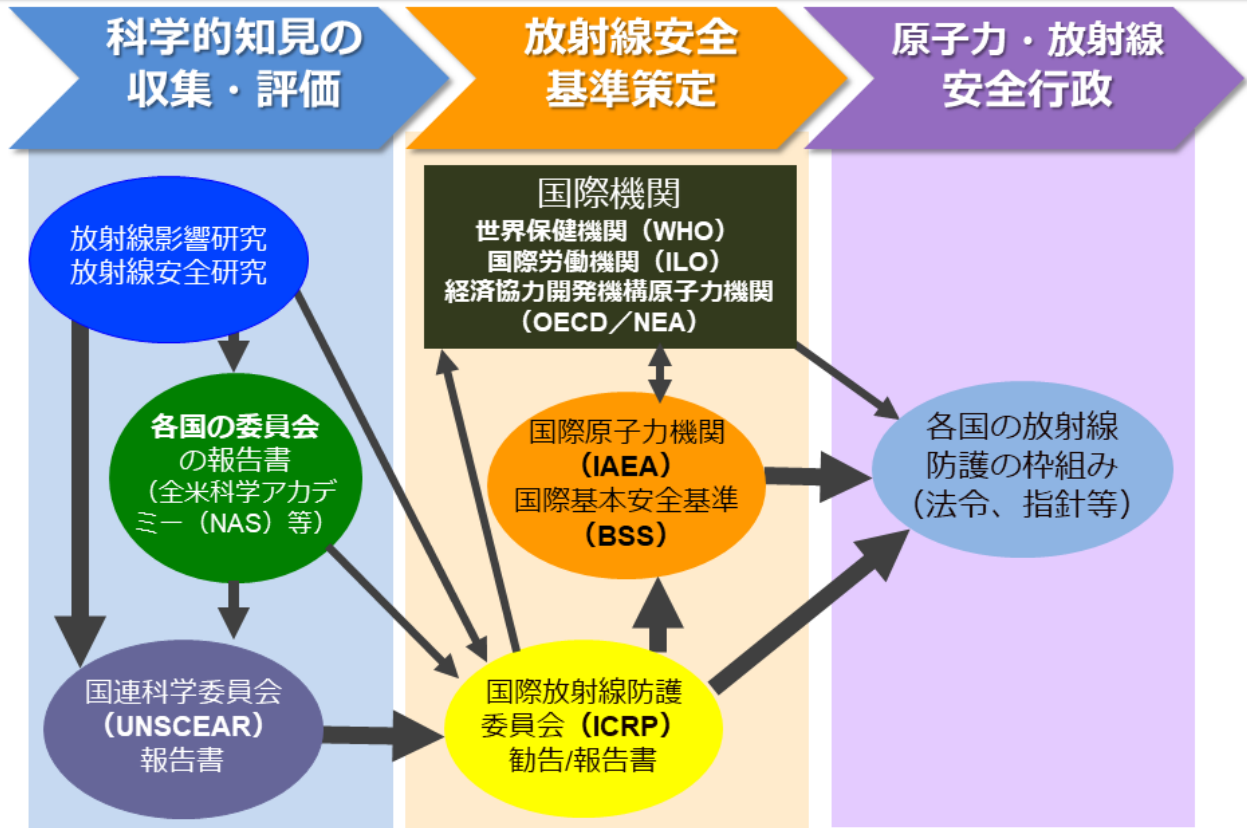 科学的知見の
収集・評価
放射線安全
基準策定
原子力・放射線
安全行政
放射線影響研究
放射線安全研究
各国の委員会
の報告書
（全米科学アカデ
ミー（NAS）等）
国連科学委員会
（UNSCEAR）
報告書
国際機関
世界保健機関（WHO）
国際労働機関（ILO）
経済協力開発機構原子力機関
（OECD／NEA）
国際原子力機関
（IAEA）
国際基本安全基準
（BSS）
国際放射線防護
委員会（ICRP）
勧告/報告書
各国の放射線
防護の枠組み
（法令、指針等）